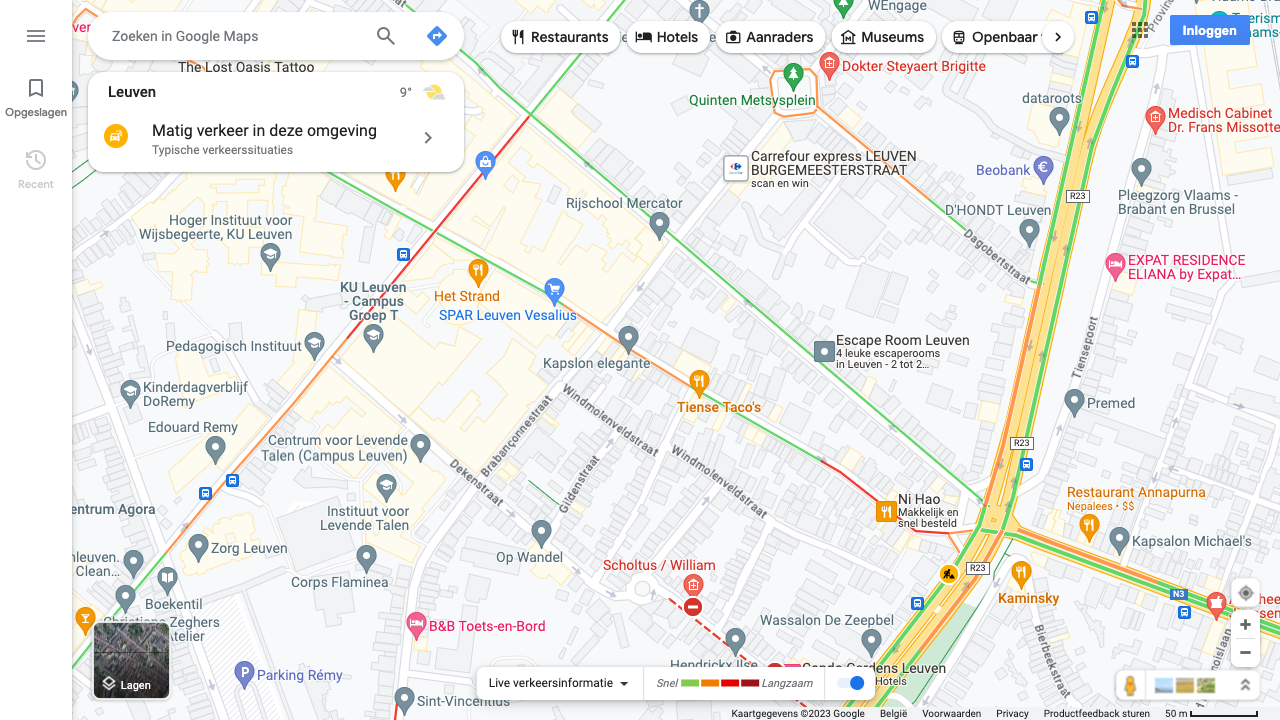 Zoeken in Google Maps
Restaurants
Hotels
Aanraders
Museums
Openbaar
Inloggen
Opgeslagen
Recent
The Lost Oasis Tattoo
Leuven
9°
Matig verkeer in deze omgeving
Typische verkeerssituaties
WEngage
Dokter Steyaert Brigitte
Quinten Metsysplein
dataroots
Medisch Cabinet
Dr. Frans Missotte
Carrefour express LEUVEN
BURGEMEESTERSTRAAT
scan en win
Beobank
R23
Pleegzorg Vlaams -
Brabant en Brussel
Rijschool Mercator
D'HONDT Leuven
Dagobertstraat
Hoger Instituut voor
Wijsbegeerte, KU Leuven
EXPAT RESIDENCE
ELIANA by Expat...
KU Leuven
- Campus
Groep T
Het Strand
SPAR Leuven Vesalius
Tiensepoort
Pedagogisch Instituut
Kapslon elegante
Escape Room Leuven
4 leuke escaperooms
in Leuven - 2 tot 2...
Kinderdagverblijf
DoRemy
Tiense Taco's
Premed
Edouard Remy
Windmolenveldstraat
Brabançonnestraat
Centrum voor Levende
Talen (Campus Leuven)
R23
Dekenstraat
Gildenstraat
Windmolenveldstraat
Instituut voor
Levende Talen
entrum Agora
Ni Hao
Makkelijk en
snel besteld
Restaurant Annapurna
Nepalees • $$
Zorg Leuven
Op Wandel
Kapsalon Michael's
Clean...
Corps Flaminea
Scholtus / William
R23
Kaminsky
N3
Boekentil
Christiane Zeghers
Atelier
B&B Toets-en-Bord
Wassalon De Zeepbel
Bierbeekstraat
Hendrickx Ilse
Condo Gardens Leuven
Hotels
Parking Rémy
Sint-Vincentius
Lagen
Live verkeersinformatie
Snel
Langzaam
Kaartgegevens ©2023 Google
België
Voorwaarden
Privacy
Productfeedback sturen
50 m